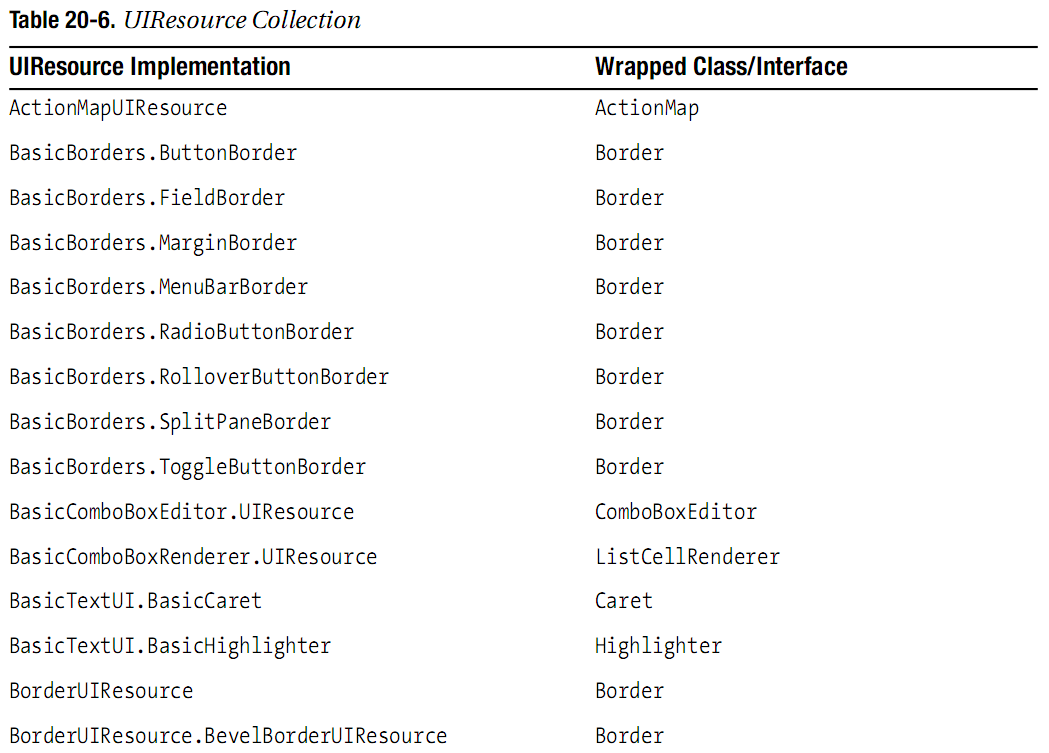 Table 20-6. UIResource Collection
UIResource Implementation Wrapped Class/Interface
ActionMapUIResource ActionMap
BasicBorders.ButtonBorder Border
BasicBorders.FieldBorder Border
BasicBorders.MarginBorder Border
BasicBorders.MenuBarBorder Border
BasicBorders.RadioButtonBorder Border
BasicBorders.RolloverButtonBorder Border
BasicBorders.SplitPaneBorder Border
BasicBorders.ToggleButtonBorder Border
BasicComboBoxEditor.UIResource ComboBoxEditor
BasicComboBoxRenderer.UIResource ListCellRenderer
BasicTextUI.BasicCaret Caret
BasicTextUI.BasicHighlighter Highlighter
BorderUIResource Border
BorderUIResource.BevelBorderUIResource Border